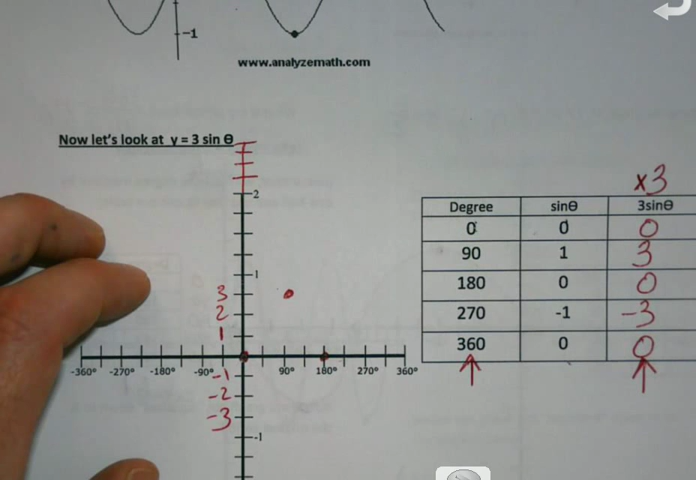 -1
www.analyzemath.com
Now let's look at y = 3 sin Θ
×3
Degree sinΘ 3sinΘ
0 0 0
90 1 3
180 0 0
270 -1 -3
360 0 0
2
1
3
2
1
-360° -270° -180° -90° 90° 180° 270° 360°
-1
-2
-3
-1